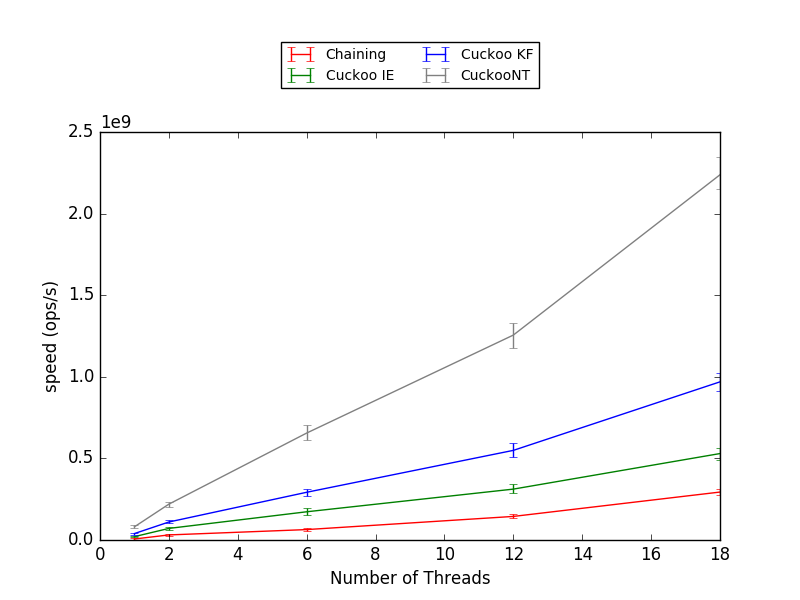 Chaining Cuckoo KF
Cuckoo IE CuckooNT
1e9
2.5
2.0
1.5
1.0
0.5
0.0
speed (ops/s)
0 2 4 6 8 10 12 14 16 18
Number of Threads